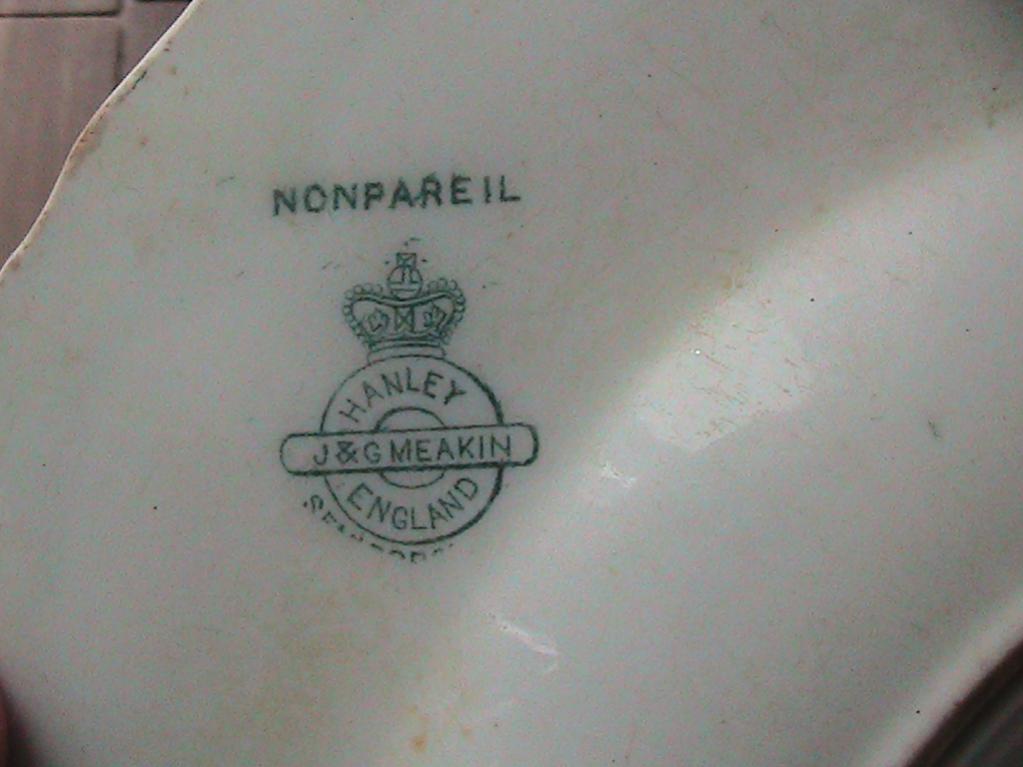 NONPAREIL
HANLEY
J & G MEAKIN
ENGLAND